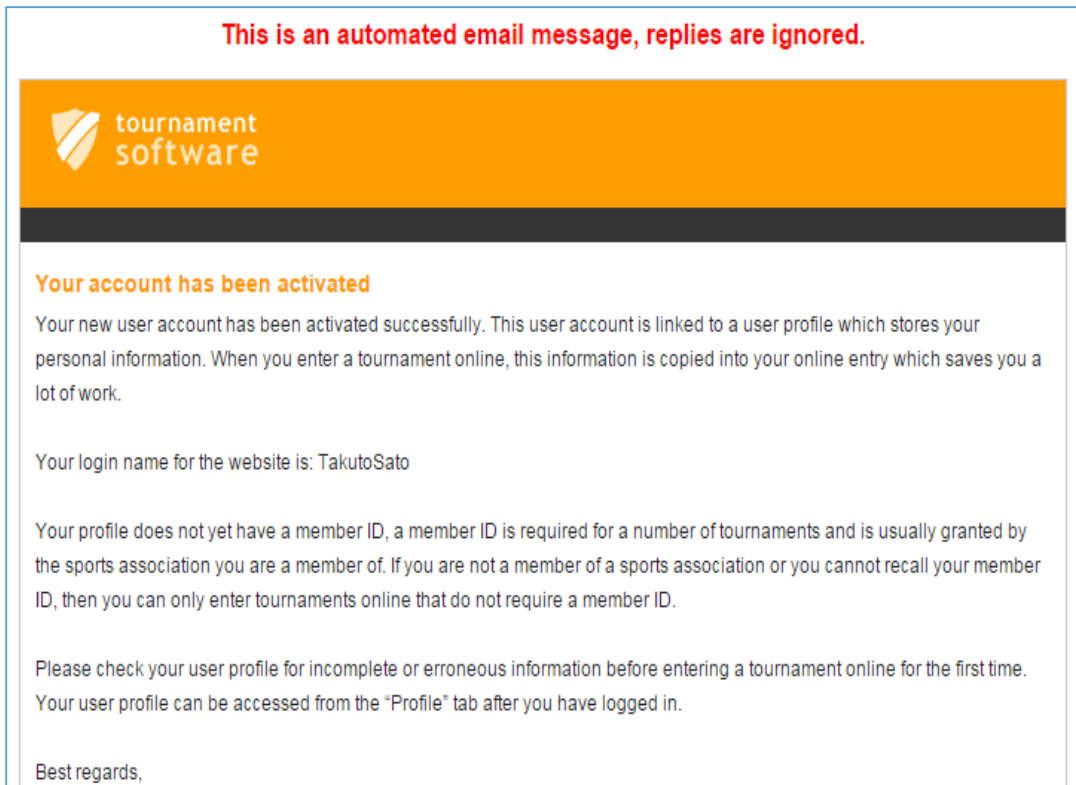 This is an automated email message, replies are ignored.
tournament
software
Your account has been activated
Your new user account has been activated successfully. This user account is linked to a user profile which stores your
personal information. When you enter a tournament online, this information is copied into your online entry which saves you a
lot of work.
Your login name for the website is: TakutoSato
Your profile does not yet have a member ID, a member ID is required for a number of tournaments and is usually granted by
the sports association you are a member of. If you are not a member of a sports association or you cannot recall your member
ID, then you can only enter tournaments online that do not require a member ID.
Please check your user profile for incomplete or erroneous information before entering a tournament online for the first time.
Your user profile can be accessed from the “Profile” tab after you have logged in.
Best regards,